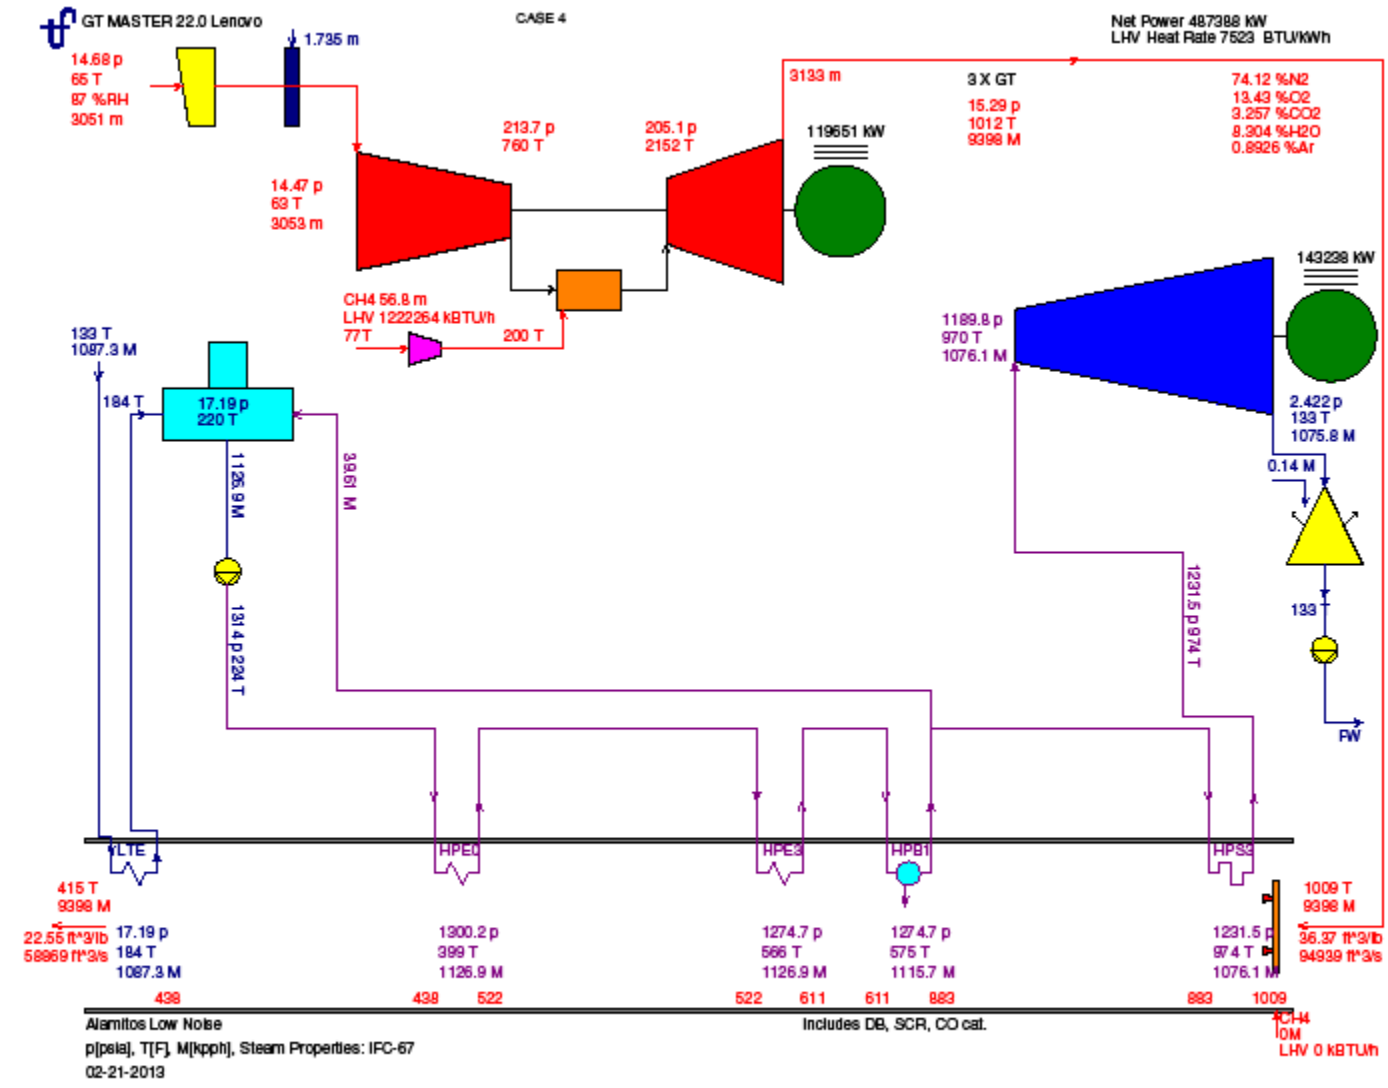 GT MASTER 22.0 Lenovo
CASE 4
Net Power 487388 kW
LHV Heat Rate 7523 BTU/kWh
14.68 p
65 T
87 %RH
3051 m
1.735 m
3133 m
3 X GT
15.29 p
1012 T
9398 M
74.12 %N2
13.43 %O2
3.257 %CO2
8.304 %H2O
0.8926 %Ar
213.7 p
760 T
205.1 p
2152 T
119651 KW
14.47 p
63 T
3053 m
CH4 56.8 m
LHV 1222264 kBTU/h
77T
200 T
143238 KW
1189.8 p
970 T
1076.1 M
133 T
1087.3 M
184 T
17.19 p
220 T
2.422 p
133 T
1075.8 M
0.14 M
1126.9 M
39.61 M
1314 p 224 T
1231.5 p 974 T
133 T
FW
LTE
HPE0
HPE3
HPB1
HPS3
415 T
9398 M
22.55 ft^3/lb
58869 ft^3/s
17.19 p
184 T
1087.3 M
1300.2 p
399 T
1126.9 M
1274.7 p
566 T
1126.9 M
1274.7 p
575 T
1115.7 M
1231.5 p
974 T
1076.1 M
1009 T
9398 M
36.37 ft^3/lb
94939 ft^3/s
438
438
522
522
611
611
883
883
1009
Alamitos Low Noise
Includes DB, SCR, CO cat.
CH4
0M
LHV 0 kBTU/h
p[psia], T[F], M[kpph], Steam Properties: IFC-67
02-21-2013